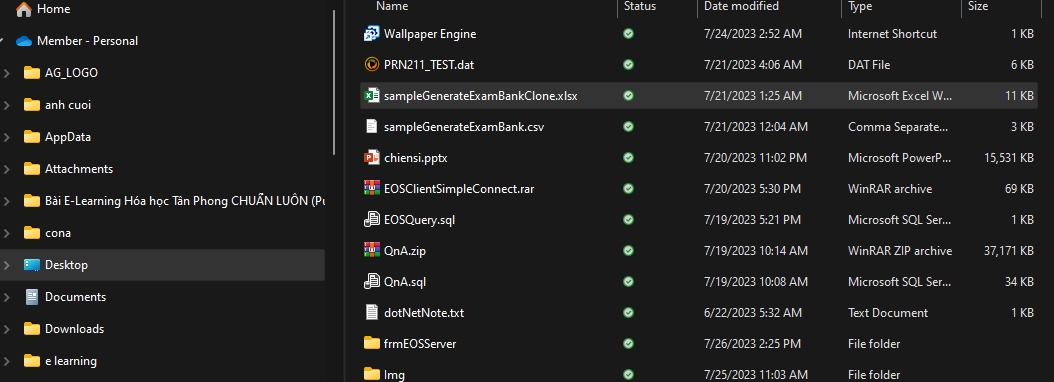 Home
Member - Personal
AG_LOGO
anh cuoi
AppData
Attachments
Bài E-Learning Hóa học Tân Phong CHUẨN LUÔN (Pu
cona
Desktop
Documents
Downloads
e learning
Name Status Date modified Type Size
Wallpaper Engine 7/24/2023 2:52 AM Internet Shortcut 1 KB
PRN211_TEST.dat 7/21/2023 4:06 AM DAT File 6 KB
sampleGenerateExamBankClone.xlsx 7/21/2023 1:25 AM Microsoft Excel W... 11 KB
sampleGenerateExamBank.csv 7/21/2023 12:04 AM Comma Separate... 3 KB
chiensi.pptx 7/20/2023 11:02 PM Microsoft PowerP... 15,531 KB
EOSClientSimpleConnect.rar 7/20/2023 5:30 PM WinRAR archive 69 KB
EOSQuery.sql 7/19/2023 5:21 PM Microsoft SQL Ser... 1 KB
QnA.zip 7/19/2023 10:14 AM WinRAR ZIP archive 37,171 KB
QnA.sql 7/19/2023 10:08 AM Microsoft SQL Ser... 34 KB
dotNetNote.txt 6/22/2023 5:32 AM Text Document 1 KB
frmEOSServer 7/26/2023 2:25 PM File folder
Img 7/25/2023 11:03 AM File folder